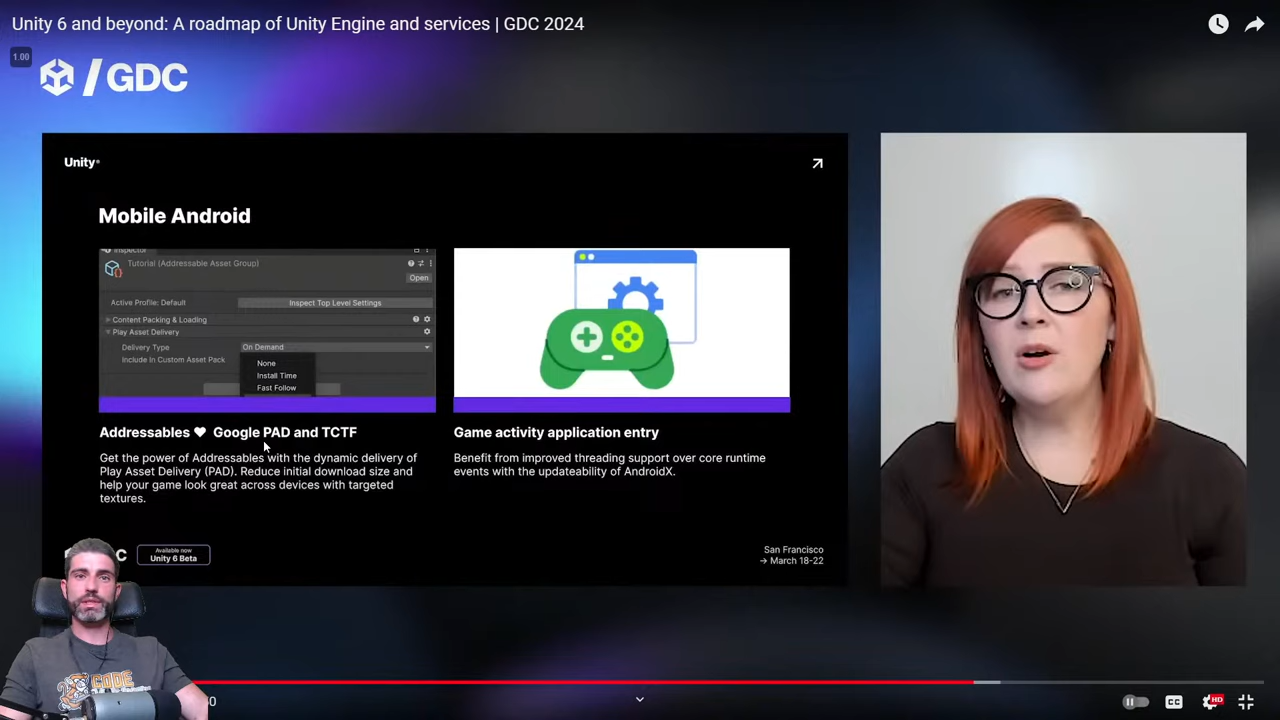 Unity 6 and beyond: A roadmap of Unity Engine and services | GDC 2024
1.00
/GDC
Unity®
Mobile Android
Inspector
Tutorial (Addressable Asset Group)
Open
Active Profile: Default
Inspect Top Level Settings
Content Packing & Loading
Play Asset Delivery
Delivery Type
On Demand
Include In Custom Asset Pack
None
Install Time
Fast Follow
Addressables ♥ Google PAD and TCTF
Get the power of Addressables with the dynamic delivery of
Play Asset Delivery (PAD). Reduce initial download size and
help your game look great across devices with targeted
textures.
Game activity application entry
Benefit from improved threading support over core runtime
events with the updateability of AndroidX.
C
Available now
Unity 6 Beta
San Francisco
→ March 18-22
CODE
0
CC
HD